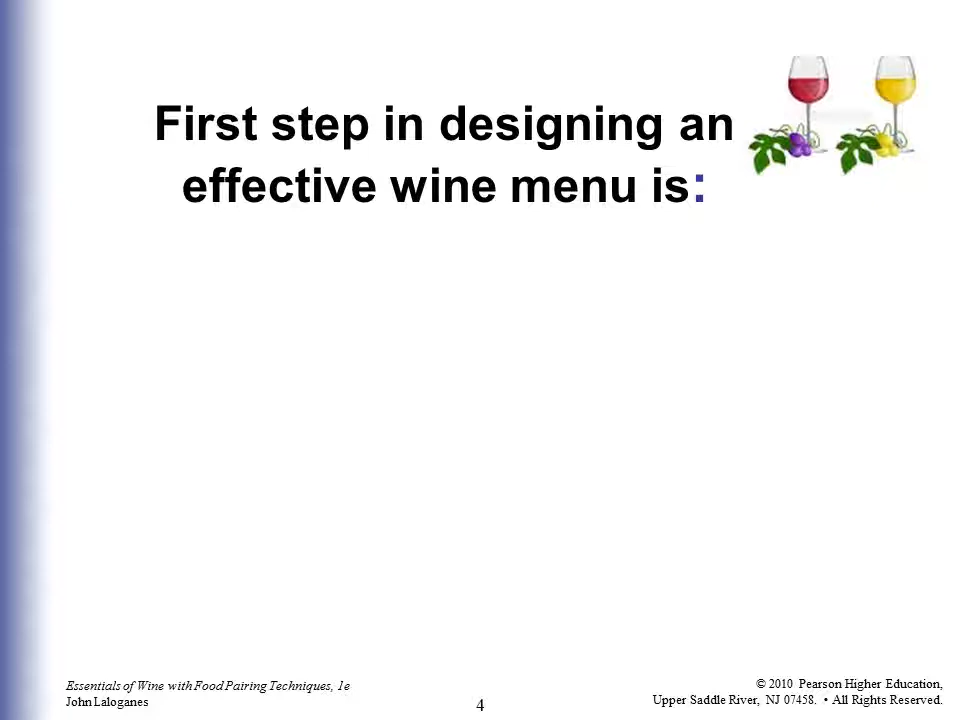 First step in designing an
effective wine menu is:
Essentials of Wine with Food Pairing Techniques, 1e
John Laloganes
4
© 2010 Pearson Higher Education,
Upper Saddle River, NJ 07458. • All Rights Reserved.